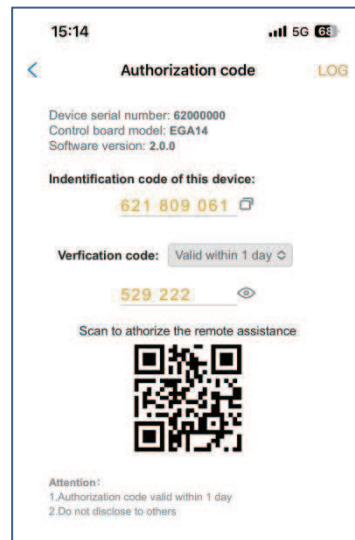 15:14 5G 68
Authorization code LOG
Device serial number: 62000000
Control board model: EGA14
Software version: 2.0.0
Indentification code of this device:
621 809 061
Verfication code: Valid within 1 day
529 222
Scan to athorize the remote assistance
Attention:
1.Authorization code valid within 1 day
2.Do not disclose to others